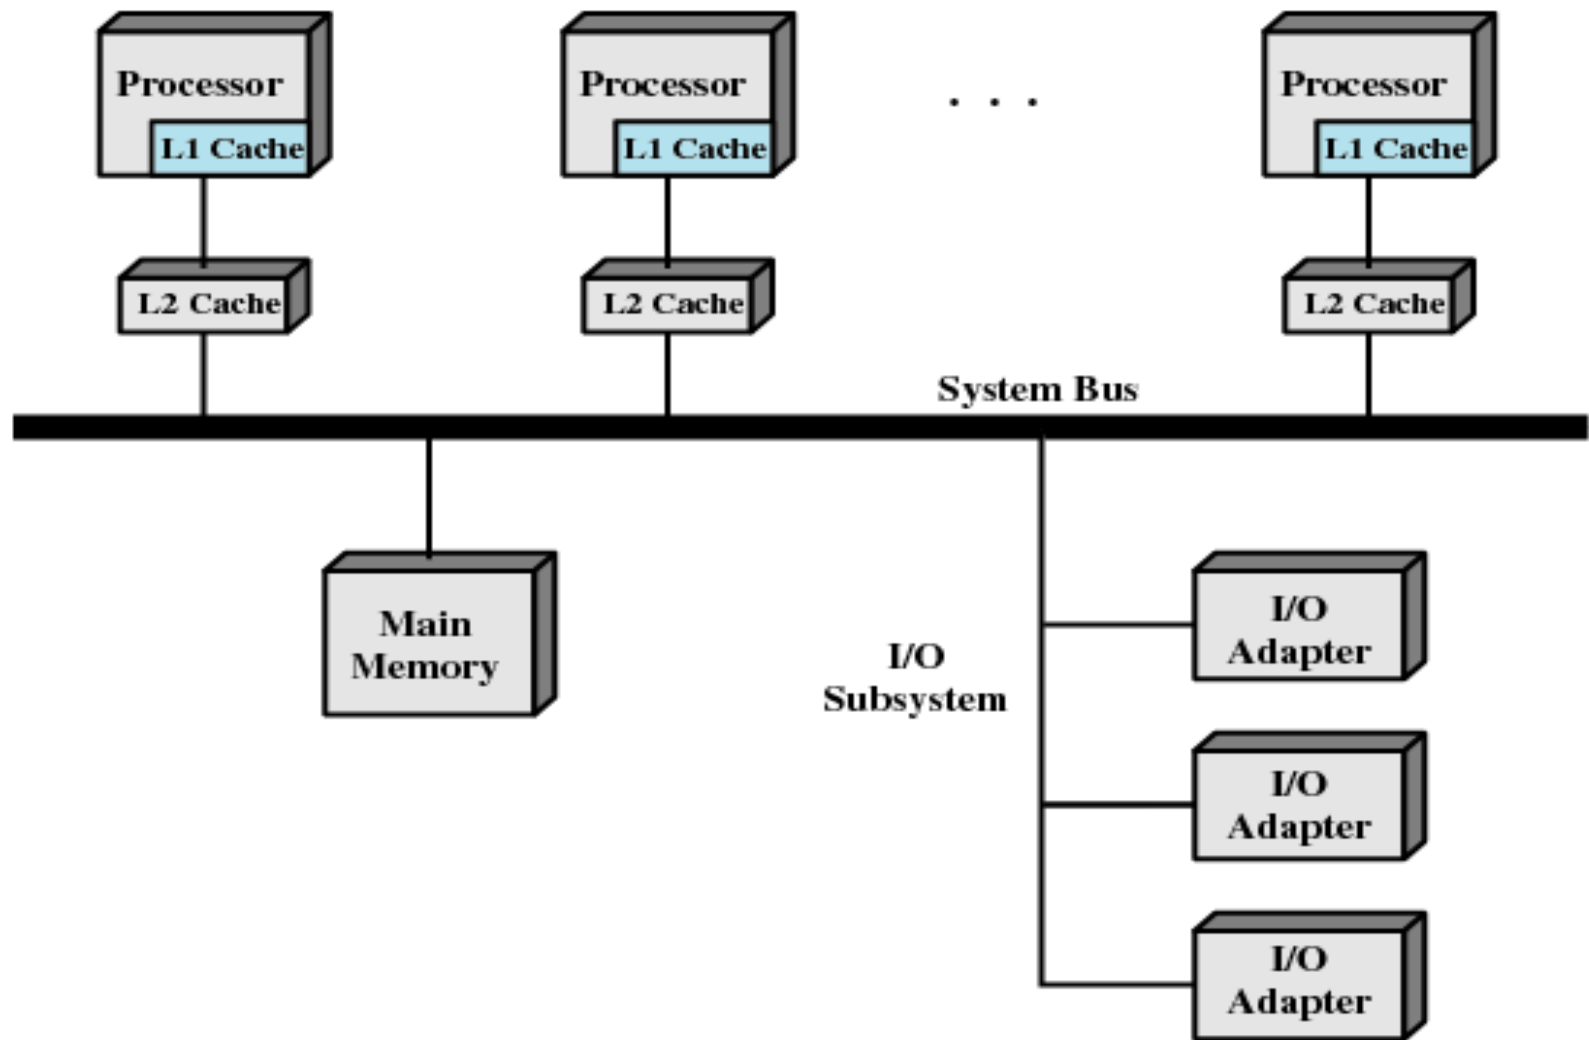 Processor
L1 Cache
Processor
L1 Cache
. . .
Processor
L1 Cache
L2 Cache
L2 Cache
L2 Cache
System Bus
Main
Memory
I/O
Subsystem
I/O
Adapter
I/O
Adapter
I/O
Adapter